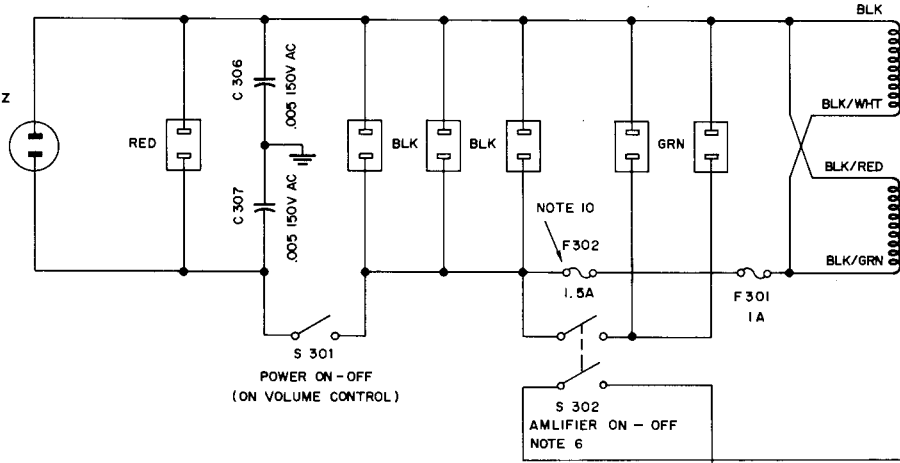 BLK
Z
C 306
.005 150V AC
BLK/WHT
RED
BLK
BLK
GRN
BLK/RED
C 307
.005 150V AC
NOTE 10
F302
1.5A
BLK/GRN
F301
1A
S 301
POWER ON-OFF
(ON VOLUME CONTROL)
S 302
AMLIFIER ON - OFF
NOTE 6